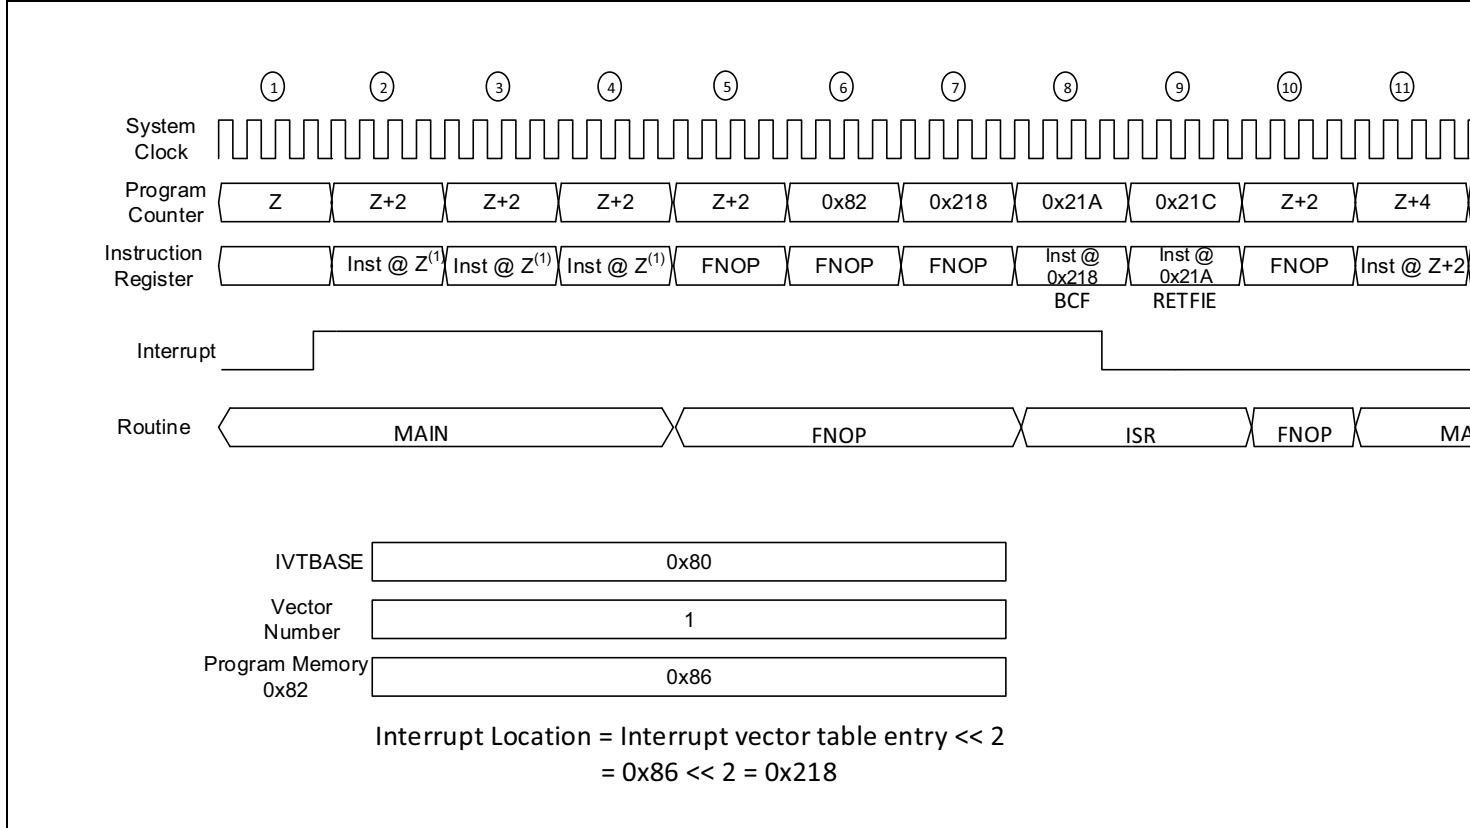 1 2 3 4 5 6 7 8 9 10 11
System
Clock
Program
Counter
Z Z+2 Z+2 Z+2 Z+2 0x82 0x218 0x21A 0x21C Z+2 Z+4
Instruction
Register
Inst @ Z(1) Inst @ Z(1) Inst @ Z(1) FNOP FNOP FNOP Inst @ 0x218 Inst @ 0x21A FNOP Inst @ Z+2
BCF RETFIE
Interrupt
Routine MAIN FNOP ISR FNOP MA
IVTBASE 0x80
Vector
Number
1
Program Memory
0x82
0x86
Interrupt Location = Interrupt vector table entry << 2
= 0x86 << 2 = 0x218